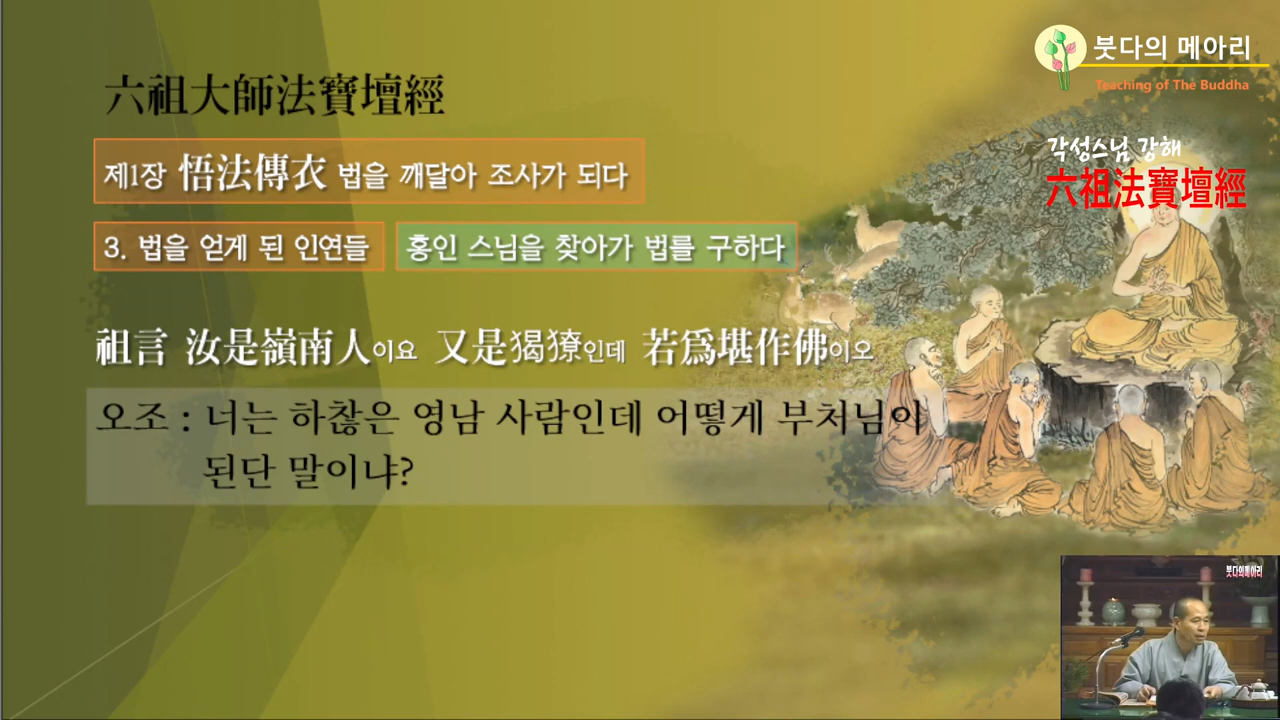 붓다의 메아리
Teaching of The Buddha
각성스님 강해
六祖法寶壇經
六祖大師法寶壇經
제1장 悟法傳衣 법을 깨달아 조사가 되다
3. 법을 얻게 된 인연들 홍인 스님을 찾아가 법를 구하다
祖言 汝是嶺南人이요 又是獦獠인데 若爲堪作佛이오
오조 : 너는 하찮은 영남 사람인데 어떻게 부처님이
된단 말이냐?
붓다의메아리